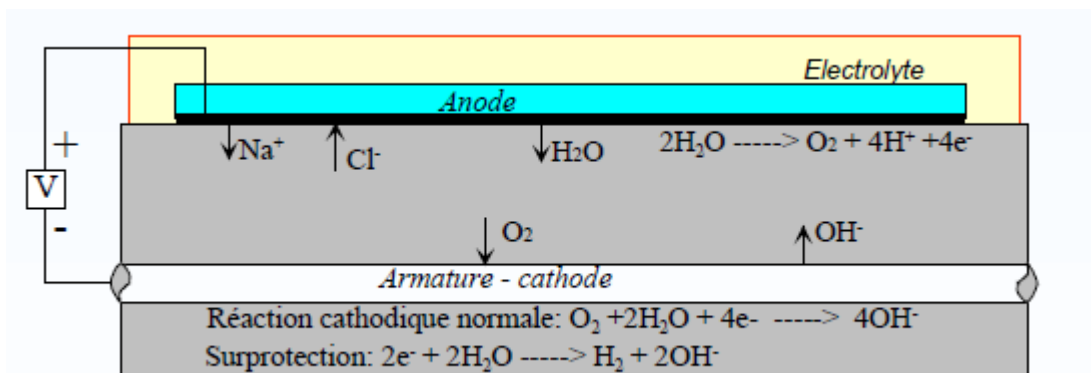 Electrolyte
Anode
+
Na⁺
Cl⁻
H₂O
2H₂O -----> O₂ + 4H⁺ +4e⁻
V
-
O₂
OH⁻
Armature - cathode
Réaction cathodique normale: O₂ +2H₂O + 4e- -----> 4OH⁻
Surprotection: 2e⁻ + 2H₂O -----> H₂ + 2OH⁻